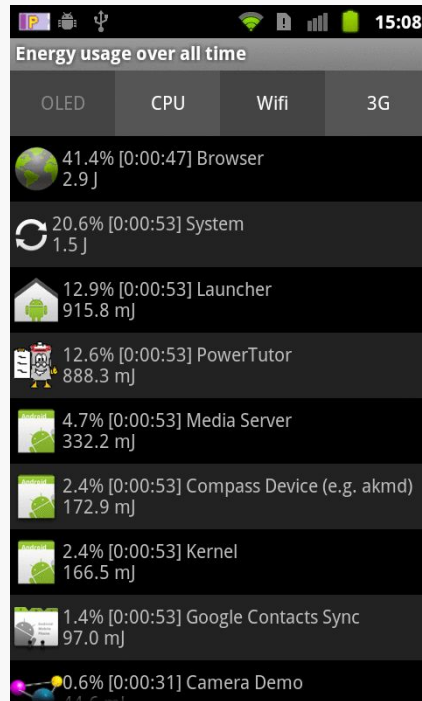 15:08
Energy usage over all time
OLED CPU Wifi 3G
41.4% [0:00:47] Browser
2.9 J
20.6% [0:00:53] System
1.5 J
12.9% [0:00:53] Launcher
915.8 mJ
12.6% [0:00:53] PowerTutor
888.3 mJ
4.7% [0:00:53] Media Server
332.2 mJ
2.4% [0:00:53] Compass Device (e.g. akmd)
172.9 mJ
2.4% [0:00:53] Kernel
166.5 mJ
1.4% [0:00:53] Google Contacts Sync
97.0 mJ
0.6% [0:00:31] Camera Demo